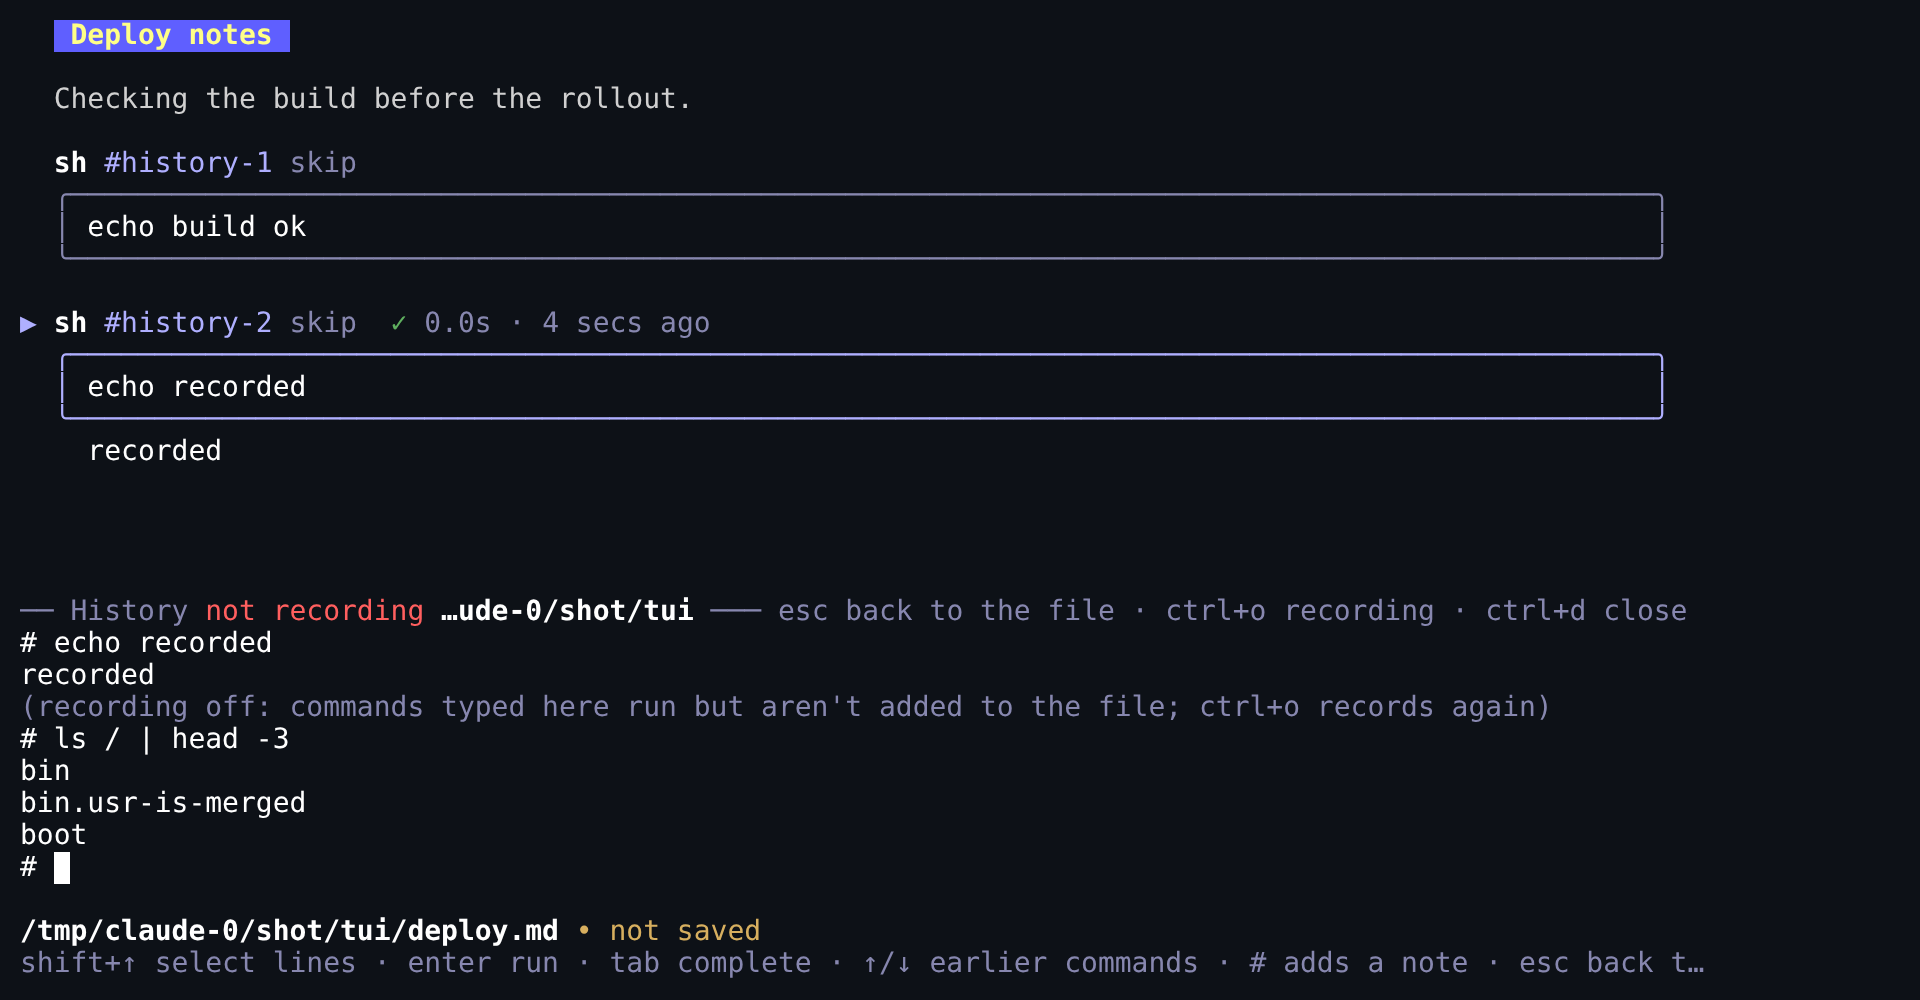 Deploy notes
Checking the build before the rollout.
sh #history-1 skip
echo build ok
▶ sh #history-2 skip ✓ 0.0s · 4 secs ago
echo recorded
recorded
── History not recording …ude-0/shot/tui ─── esc back to the file · ctrl+o recording · ctrl+d close
# echo recorded
recorded
(recording off: commands typed here run but aren't added to the file; ctrl+o records again)
# ls / | head -3
bin
bin.usr-is-merged
boot
#
/tmp/claude-0/shot/tui/deploy.md • not saved
shift+↑ select lines · enter run · tab complete · ↑/↓ earlier commands · # adds a note · esc back t…